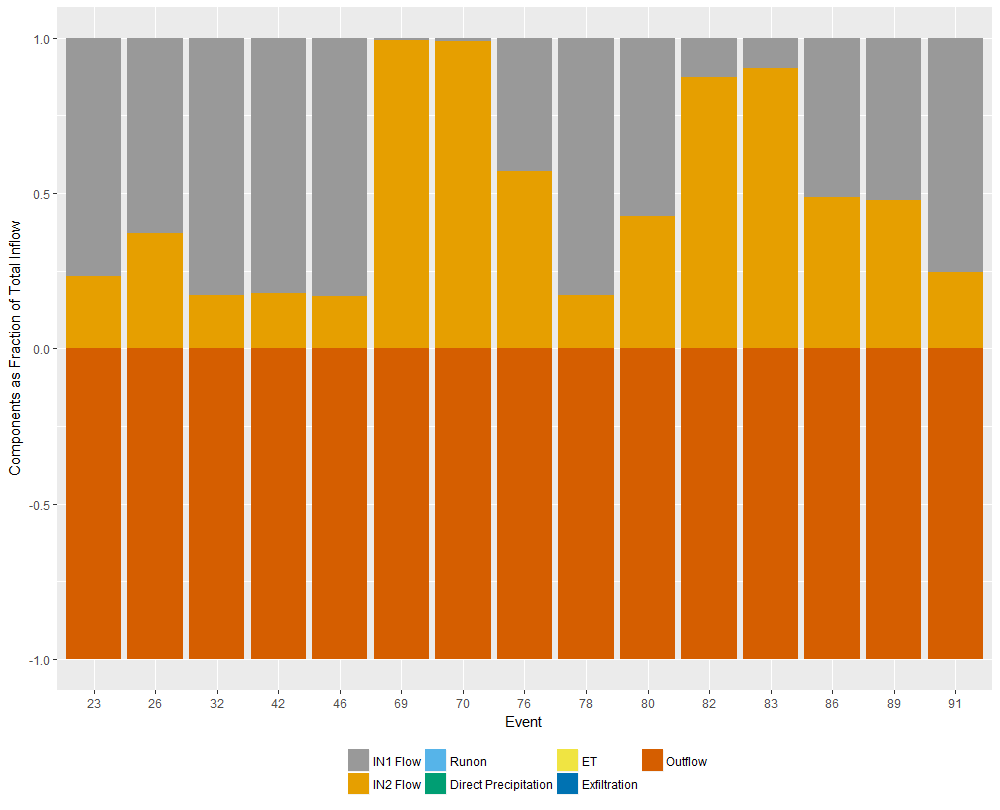 Components as Fraction of Total Inflow
1.0
0.5
0.0
-0.5
-1.0
23 26 32 42 46 69 70 76 78 80 82 83 86 89 91
Event
IN1 Flow Runon ET Outflow
IN2 Flow Direct Precipitation Exfiltration